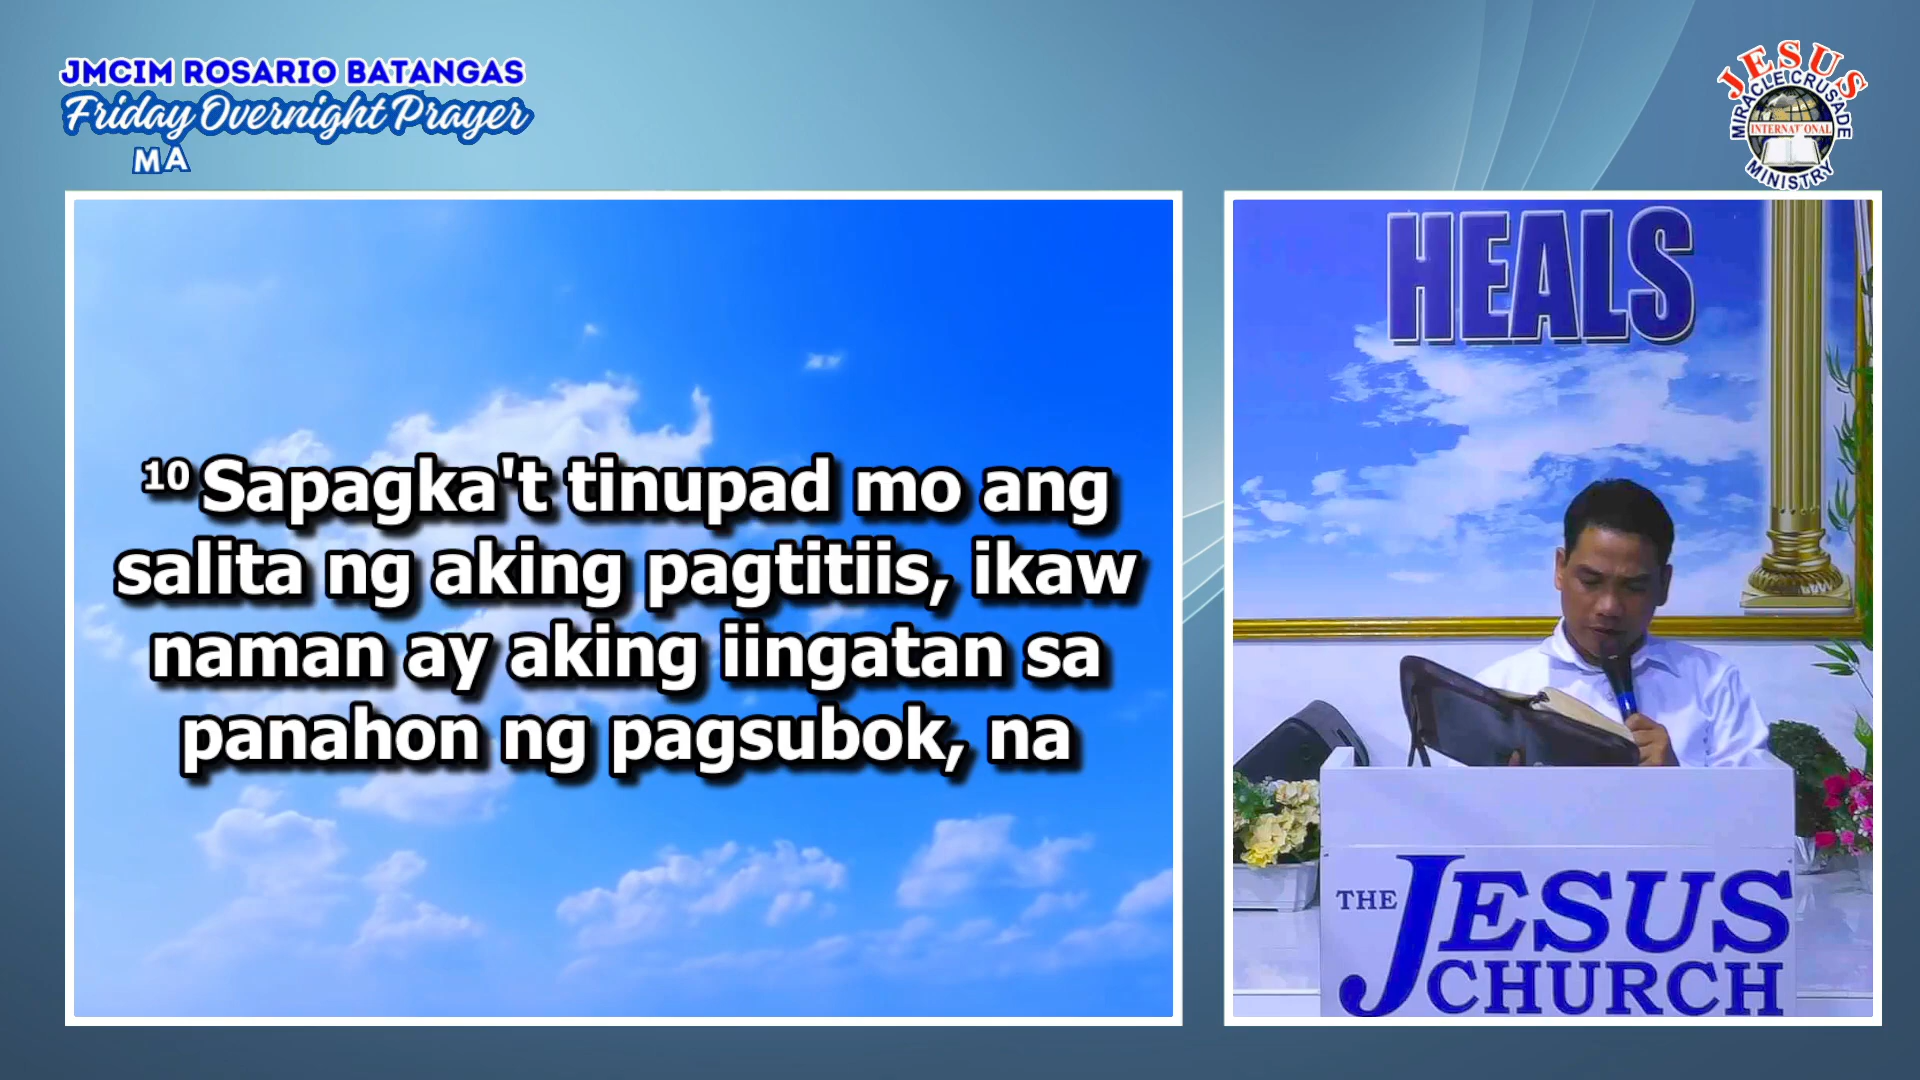 JMCIM ROSARIO BATANGAS
Friday Overnight Prayer
MA
JESUS
MIRACLE CRUSADE
INTERNATIONAL
MINISTRY
10 Sapagka't tinupad mo ang
salita ng aking pagtitiis, ikaw
naman ay aking iingatan sa
panahon ng pagsubok, na
HEALS
THE JESUS
CHURCH